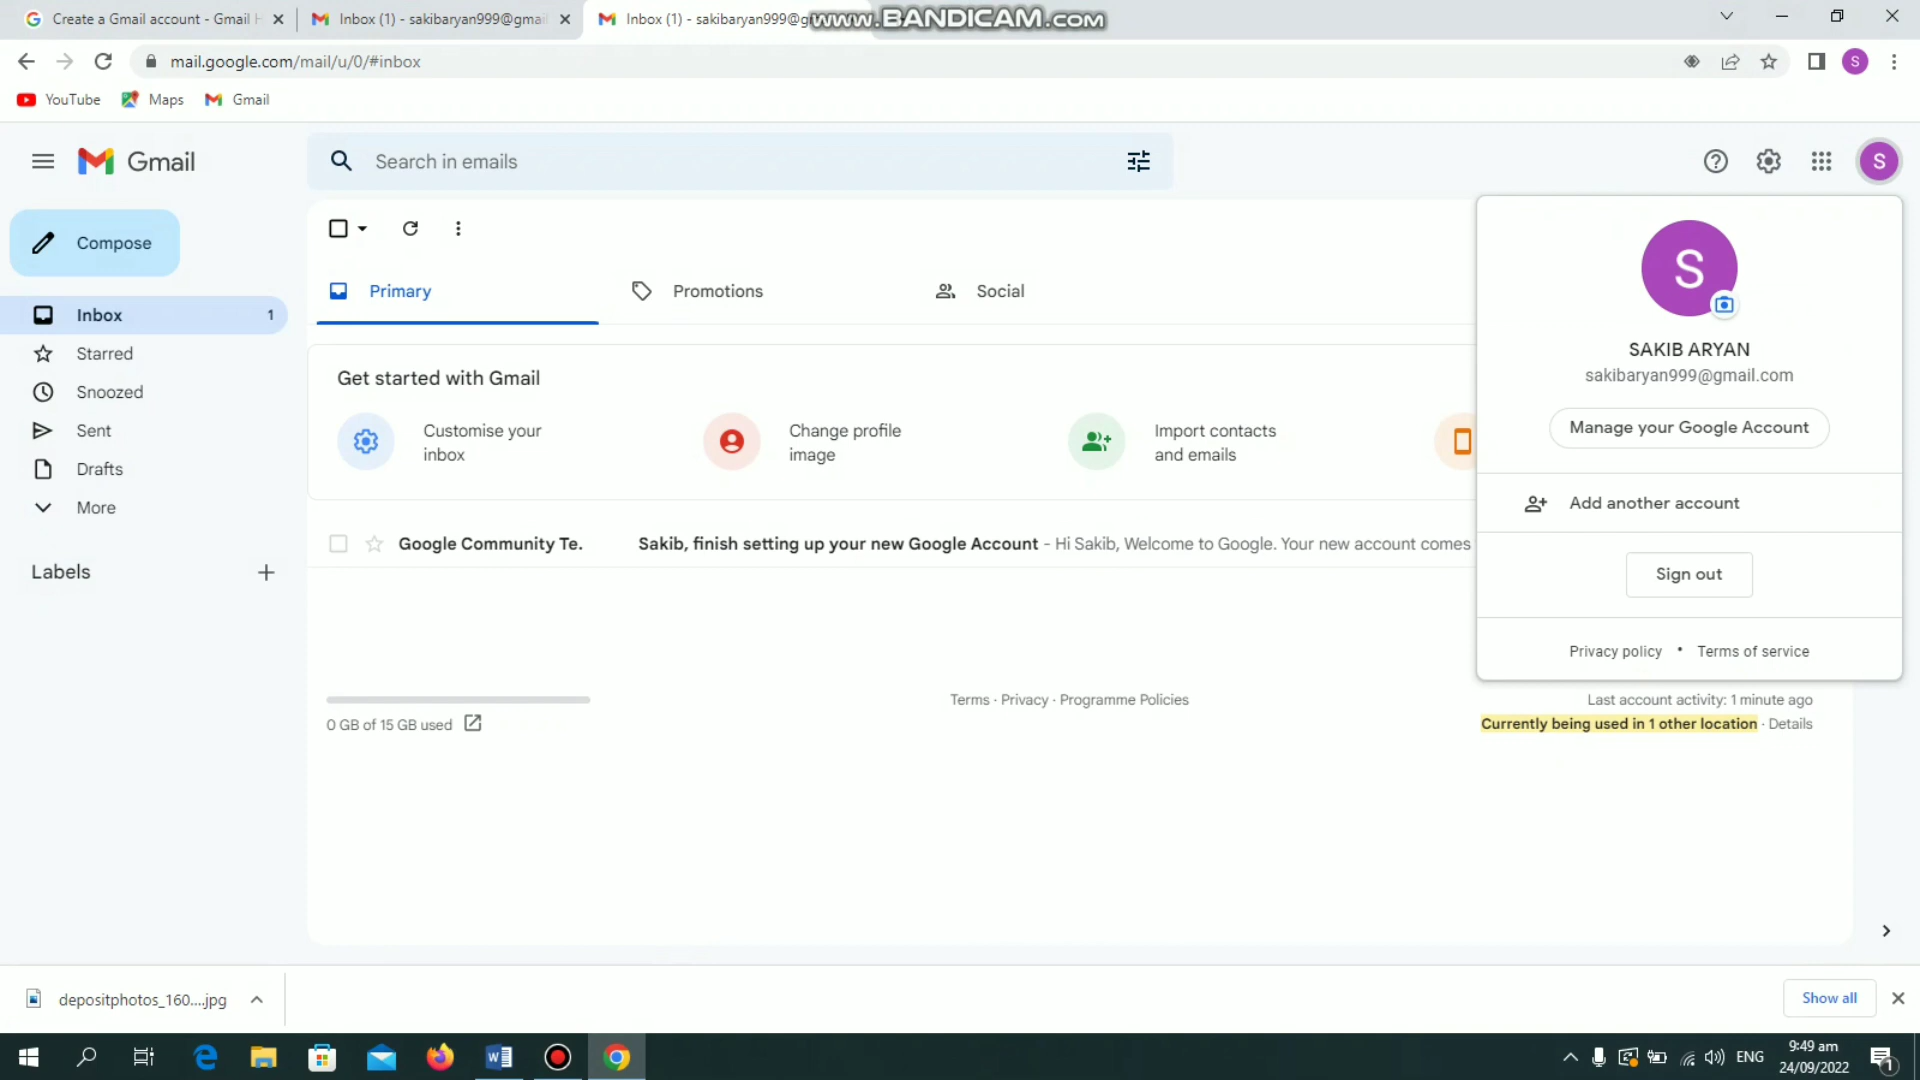 Create a Gmail account - Gmail H
Inbox (1) - sakibaryan999@gmai
Inbox (1) - sakibaryan999@g
www.BANDICAM.com
mail.google.com/mail/u/0/#inbox
S
YouTube
Maps
Gmail
Gmail
Search in emails
S
Compose
Primary
Promotions
Social
S
Inbox
1
Starred
Snoozed
Sent
Drafts
More
Labels
SAKIB ARYAN
sakibaryan999@gmail.com
Get started with Gmail
Customise your
inbox
Change profile
image
Import contacts
and emails
Manage your Google Account
Add another account
Google Community Te.
Sakib, finish setting up your new Google Account - Hi Sakib, Welcome to Google. Your new account comes
Sign out
Privacy policy • Terms of service
0 GB of 15 GB used
Terms · Privacy · Programme Policies
Last account activity: 1 minute ago
Currently being used in 1 other location · Details
depositphotos_160....jpg
Show all
W
ENG
9:49 am
24/09/2022
1